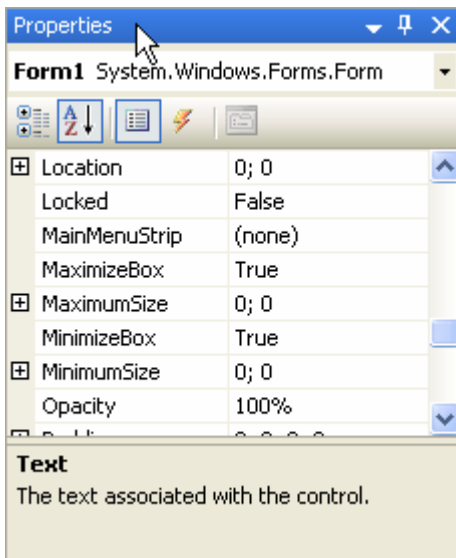 Properties
Form1 System.Windows.Forms.Form
A
Z
Location 0; 0
Locked False
MainMenuStrip (none)
MaximizeBox True
MaximumSize 0; 0
MinimizeBox True
MinimumSize 0; 0
Opacity 100%
Text
The text associated with the control.